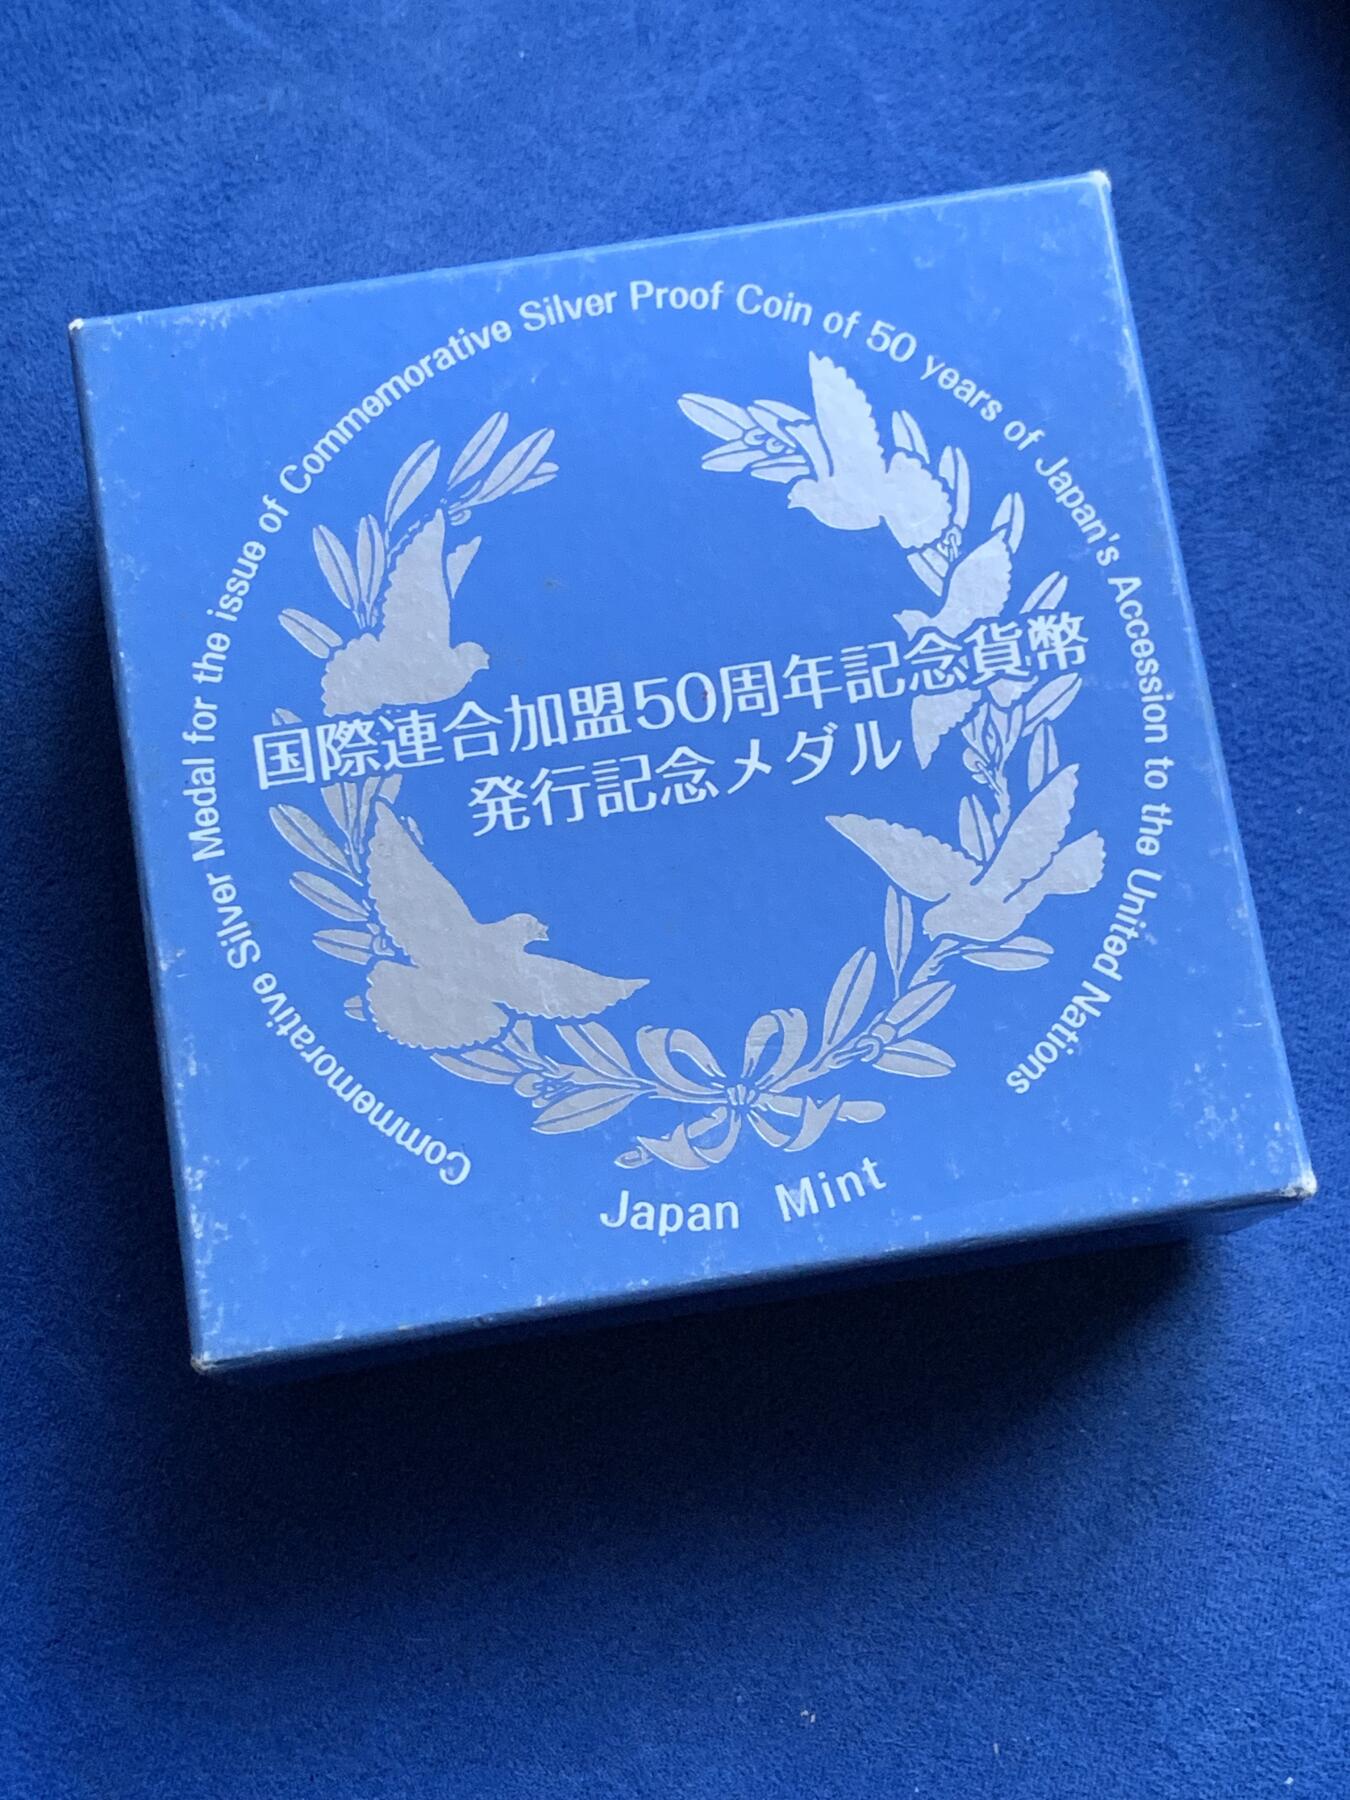 Commemorative Silver Medal for the issue of Commemorative Silver Proof Coin of 50 years of Japan's Accession to the United Nations
国際連合加盟50周年記念貨幣
発行記念メダル
Japan Mint